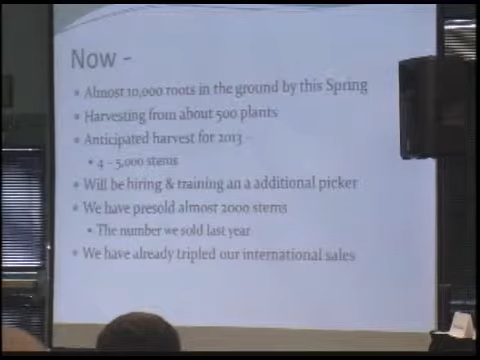 Now -
Almost 10,000 roots in the ground by this Spring
Harvesting from about 500 plants
Anticipated harvest for 2013 -
4 – 5,000 stems
Will be hiring & training an a additional picker
We have presold almost 2000 stems
The number we sold last year
We have already tripled our international sales